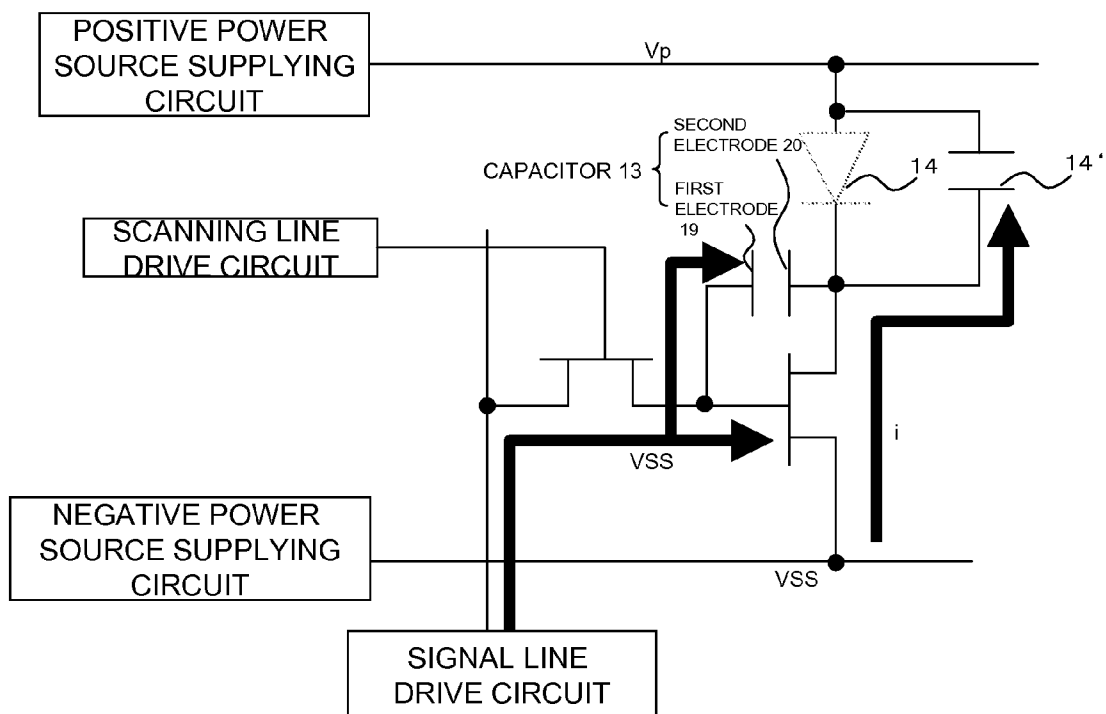 POSITIVE POWER
SOURCE SUPPLYING
CIRCUIT
Vp
SECOND
ELECTRODE 20
CAPACITOR 13
FIRST
ELECTRODE
19
14
14'
SCANNING LINE
DRIVE CIRCUIT
VSS
i
NEGATIVE POWER
SOURCE SUPPLYING
CIRCUIT
VSS
SIGNAL LINE
DRIVE CIRCUIT